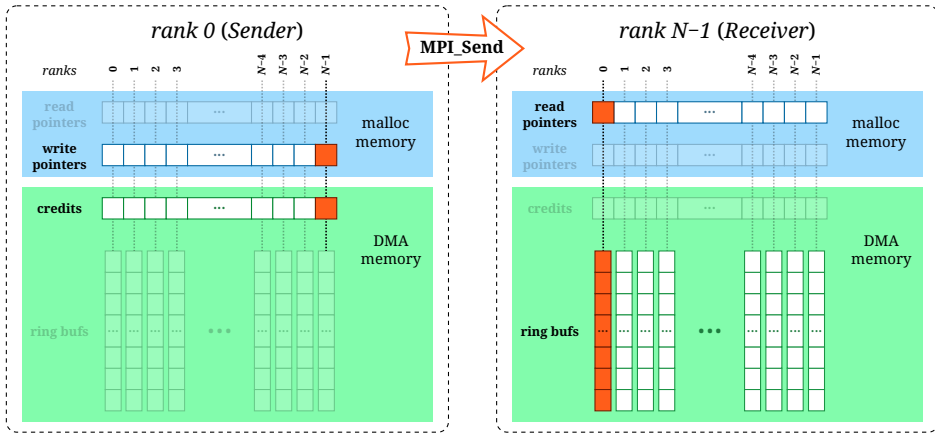 rank 0 (Sender)
MPI_Send
rank N−1 (Receiver)
ranks 0 1 2 3 N−4 N−3 N−2 N−1
read
pointers
...
write
pointers
...
malloc
memory
credits
...
DMA
memory
ring bufs ... ... ... ... ... ... ... ... ...
ranks 0 1 2 3 N−4 N−3 N−2 N−1
read
pointers
...
write
pointers
...
malloc
memory
credits
...
DMA
memory
ring bufs ... ... ... ... ... ... ... ... ...